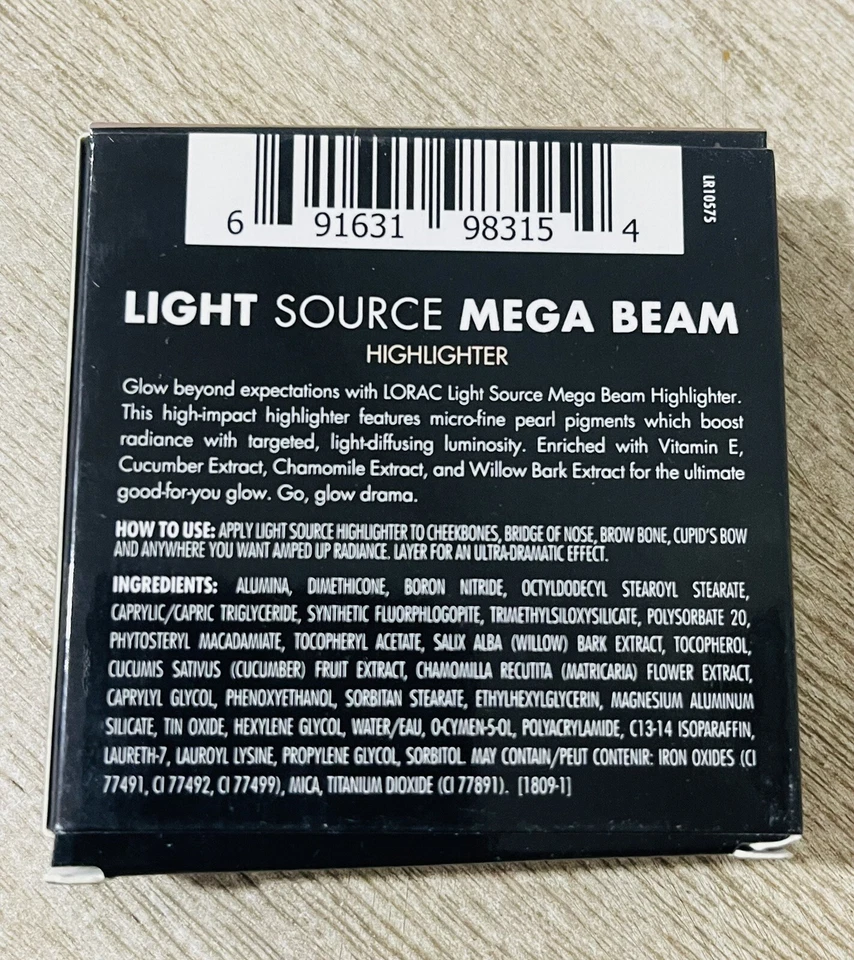 6 91631 98315 4
LR10575
LIGHT SOURCE MEGA BEAM
HIGHLIGHTER
Glow beyond expectations with LORAC Light Source Mega Beam Highlighter.
This high-impact highlighter features micro-fine pearl pigments which boost
radiance with targeted, light-diffusing luminosity. Enriched with Vitamin E,
Cucumber Extract, Chamomile Extract, and Willow Bark Extract for the ultimate
good-for-you glow. Go, glow drama.
HOW TO USE: APPLY LIGHT SOURCE HIGHLIGHTER TO CHEEKBONES, BRIDGE OF NOSE, BROW BONE, CUPID'S BOW
AND ANYWHERE YOU WANT AMPED UP RADIANCE. LAYER FOR AN ULTRA-DRAMATIC EFFECT.
INGREDIENTS: ALUMINA, DIMETHICONE, BORON NITRIDE, OCTYLDODECYL STEAROYL STEARATE,
CAPRYLIC/CAPRIC TRIGLYCERIDE, SYNTHETIC FLUORPHLOGOPITE, TRIMETHYLSILOXYSILICATE, POLYSORBATE 20,
PHYTOSTERYL MACADAMIATE, TOCOPHERYL ACETATE, SALIX ALBA (WILLOW) BARK EXTRACT, TOCOPHEROL,
CUCUMIS SATIVUS (CUCUMBER) FRUIT EXTRACT, CHAMOMILLA RECUTITA (MATRICARIA) FLOWER EXTRACT,
CAPRYLYL GLYCOL, PHENOXYETHANOL, SORBITAN STEARATE, ETHYLHEXYLGLYCERIN, MAGNESIUM ALUMINUM
SILICATE, TIN OXIDE, HEXYLENE GLYCOL, WATER/EAU, O-CYMEN-5-OL, POLYACRYLAMIDE, C13-14 ISOPARAFFIN,
LAURETH-7, LAUROYL LYSINE, PROPYLENE GLYCOL, SORBITOL. MAY CONTAIN/PEUT CONTENIR: IRON OXIDES (CI
77491, CI 77492, CI 77499), MICA, TITANIUM DIOXIDE (CI 77891). [1809-1]